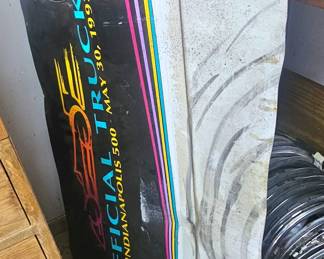 OFFICIAL TRUCK
INDIANAPOLIS 500 MAY 30, 199